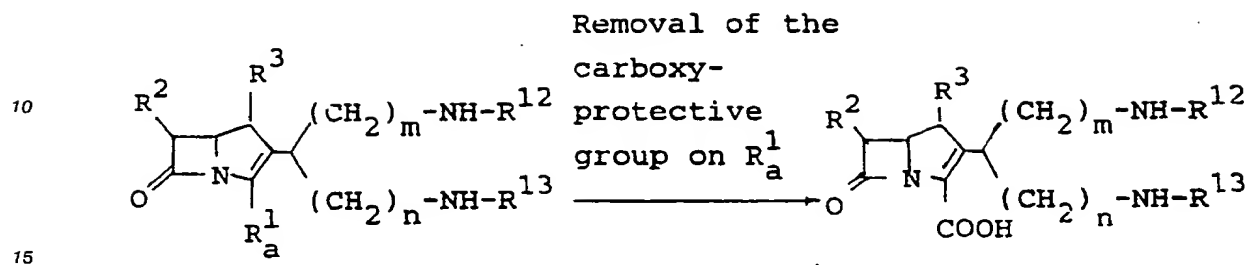 Removal of the
carboxy-
protective
group on R¹ₐ
10
R² R³ (CH₂)ₘ-NH-R¹²
O N (CH₂)ₙ-NH-R¹³
R¹ₐ
R² R³ (CH₂)ₘ-NH-R¹²
O N (CH₂)ₙ-NH-R¹³
COOH
15